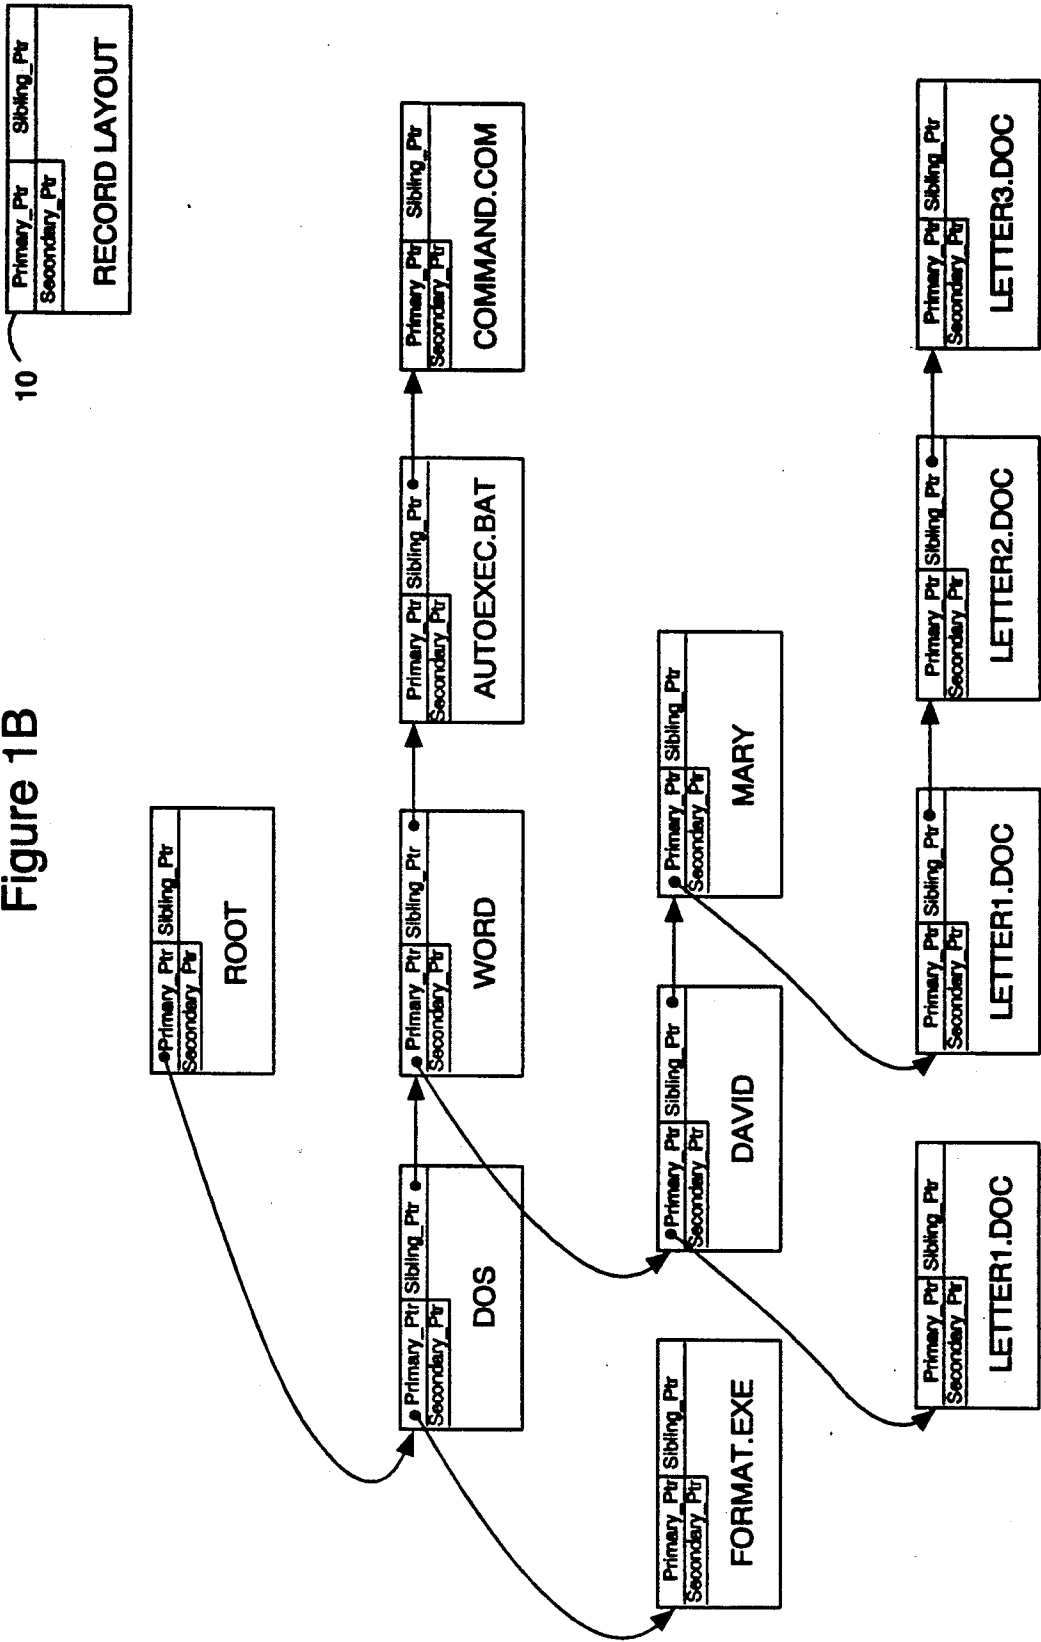 Figure 1B
10
Primary_Ptr Sibling_Ptr
Secondary_Ptr
RECORD LAYOUT
Primary_Ptr Sibling_Ptr
Secondary_Ptr
ROOT
Primary_Ptr Sibling_Ptr
Secondary_Ptr
DOS
Primary_Ptr Sibling_Ptr
Secondary_Ptr
WORD
Primary_Ptr Sibling_Ptr
Secondary_Ptr
AUTOEXEC.BAT
Primary_Ptr Sibling_Ptr
Secondary_Ptr
COMMAND.COM
Primary_Ptr Sibling_Ptr
Secondary_Ptr
FORMAT.EXE
Primary_Ptr Sibling_Ptr
Secondary_Ptr
DAVID
Primary_Ptr Sibling_Ptr
Secondary_Ptr
MARY
Primary_Ptr Sibling_Ptr
Secondary_Ptr
LETTER1.DOC
Primary_Ptr Sibling_Ptr
Secondary_Ptr
LETTER1.DOC
Primary_Ptr Sibling_Ptr
Secondary_Ptr
LETTER2.DOC
Primary_Ptr Sibling_Ptr
Secondary_Ptr
LETTER3.DOC